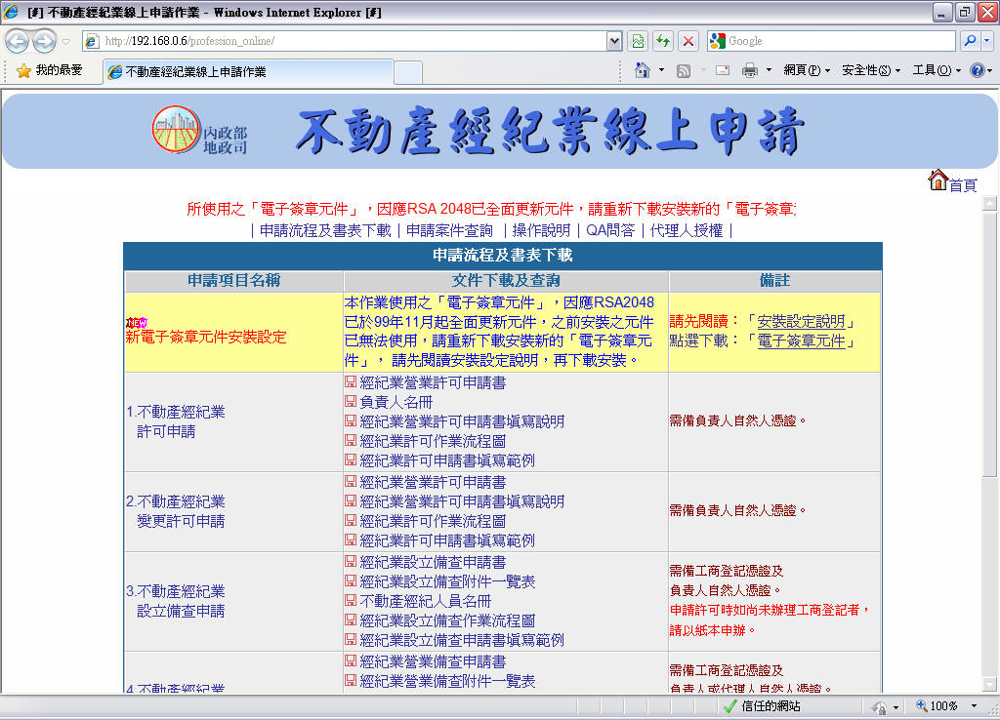 [#] 不動產經紀業線上申請作業 - Windows Internet Explorer [#]
http://192.168.0.6/profession_online/
Google
我的最愛
不動產經紀業線上申請作業
網頁(P)
安全性(S)
工具(O)
內政部
地政司
不動產經紀業線上申請
首頁
所使用之「電子簽章元件」，因應RSA 2048已全面更新元件，請重新下載安裝新的「電子簽章
| 申請流程及書表下載 | 申請案件查詢 | 操作說明 | QA問答 | 代理人授權 |
申請流程及書表下載
申請項目名稱
文件下載及查詢
備註
NEW
新電子簽章元件安裝設定
本作業使用之「電子簽章元件」，因應RSA2048
已於99年11月起全面更新元件，之前安裝之元件
已無法使用，請重新下載安裝新的「電子簽章元
件」， 請先閱讀安裝設定說明，再下載安裝。
請先閱讀：「安裝設定說明」
點選下載：「電子簽章元件」
1.不動產經紀業
許可申請
經紀業營業許可申請書
負責人名冊
經紀業營業許可申請書填寫說明
經紀業許可作業流程圖
經紀業許可申請書填寫範例
需備負責人自然人憑證。
2.不動產經紀業
變更許可申請
經紀業營業許可申請書
經紀業營業許可申請書填寫說明
經紀業許可作業流程圖
經紀業許可申請書填寫範例
需備負責人自然人憑證。
3.不動產經紀業
設立備查申請
經紀業設立備查申請書
經紀業設立備查附件一覽表
不動產經紀人員名冊
經紀業設立備查作業流程圖
經紀業設立備查申請書填寫範例
需備工商登記憑證及
負責人自然人憑證。
申請許可時如尚未辦理工商登記者，
請以紙本申辦。
4.不動產經紀業
經紀業營業備查申請書
經紀業營業備查附件一覽表
需備工商登記憑證及
負責人或代理人自然人憑證。
信任的網站
100%